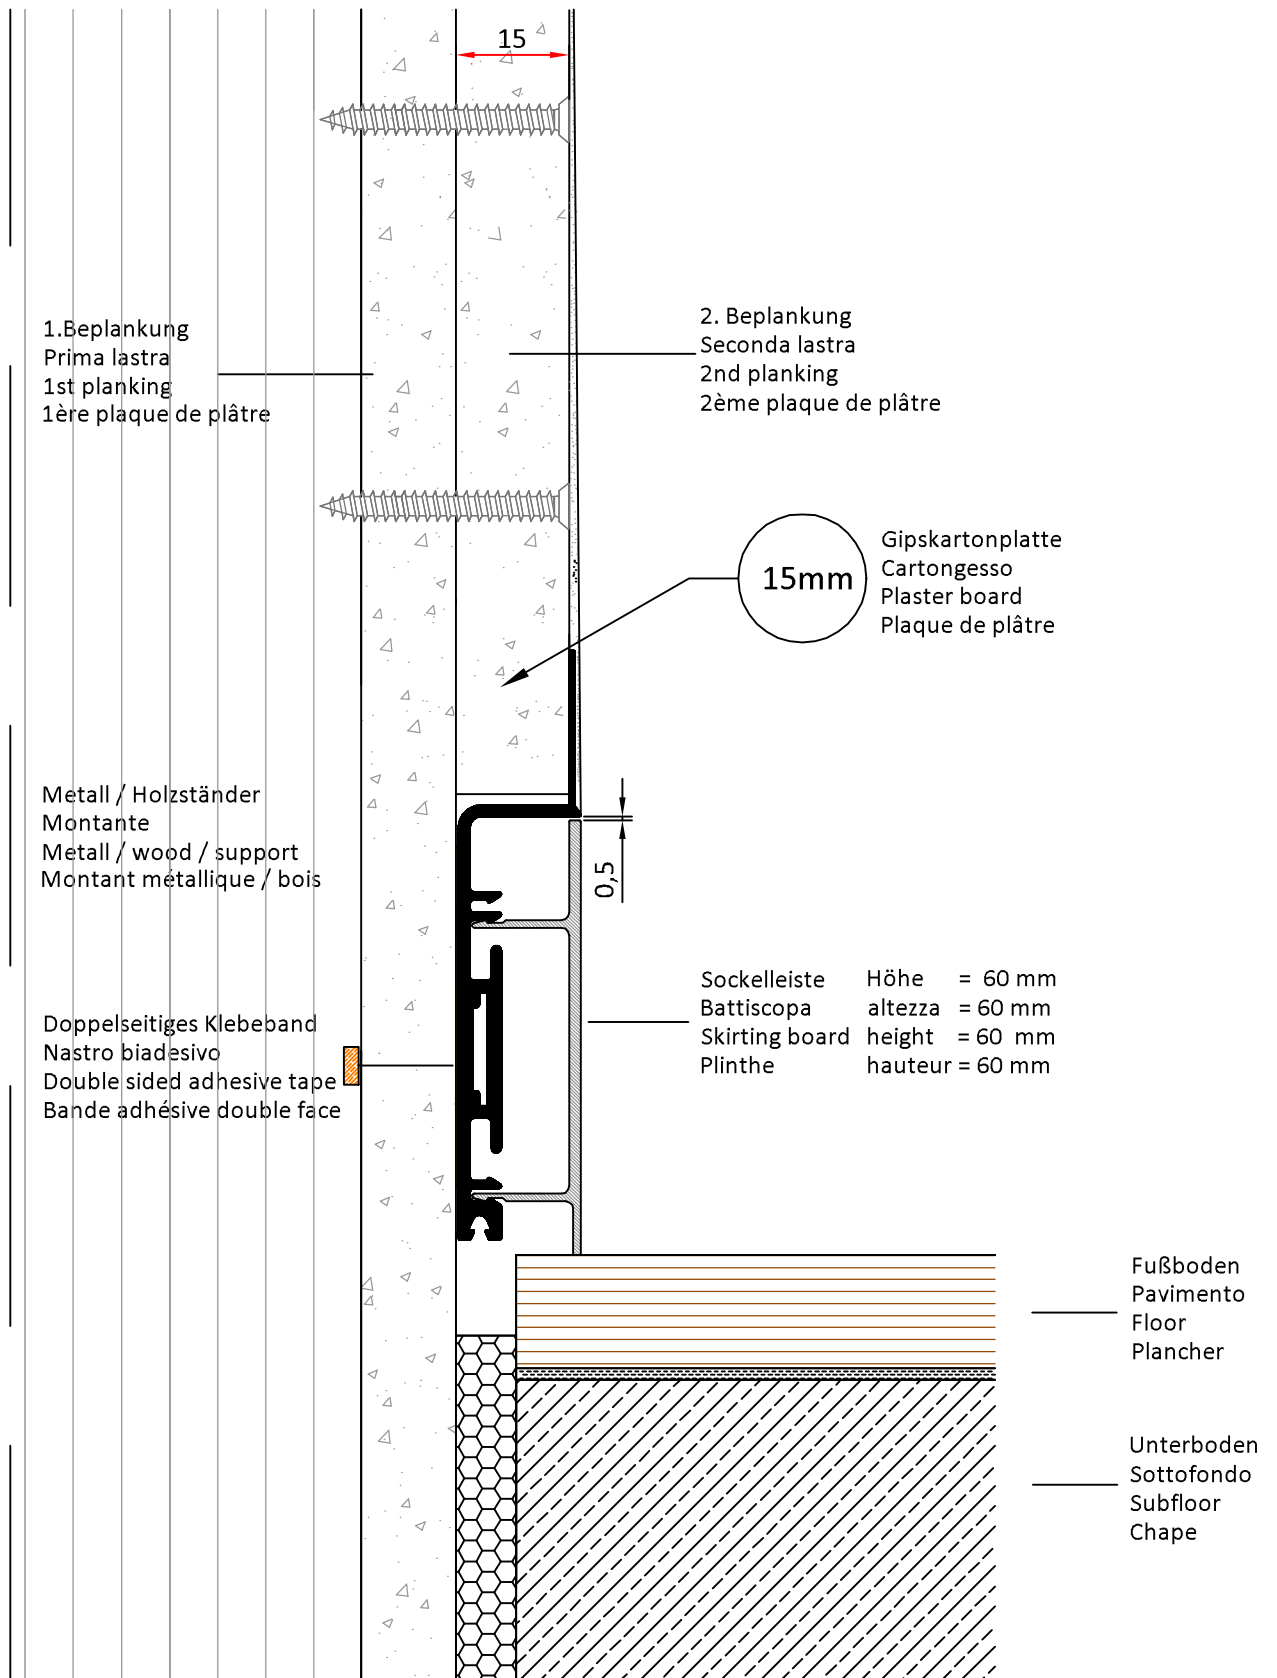 15
1.Beplankung
Prima lastra
1st planking
1ère plaque de plâtre
2. Beplankung
Seconda lastra
2nd planking
2ème plaque de plâtre
15mm
Gipskartonplatte
Cartongesso
Plaster board
Plaque de plâtre
Metall / Holzständer
Montante
Metall / wood / support
Montant métallique / bois
0,5
Sockelleiste Höhe = 60 mm
Battiscopa altezza = 60 mm
Skirting board height = 60 mm
Plinthe hauteur = 60 mm
Doppelseitiges Klebeband
Nastro biadesivo
Double sided adhesive tape
Bande adhésive double face
Fußboden
Pavimento
Floor
Plancher
Unterboden
Sottofondo
Subfloor
Chape